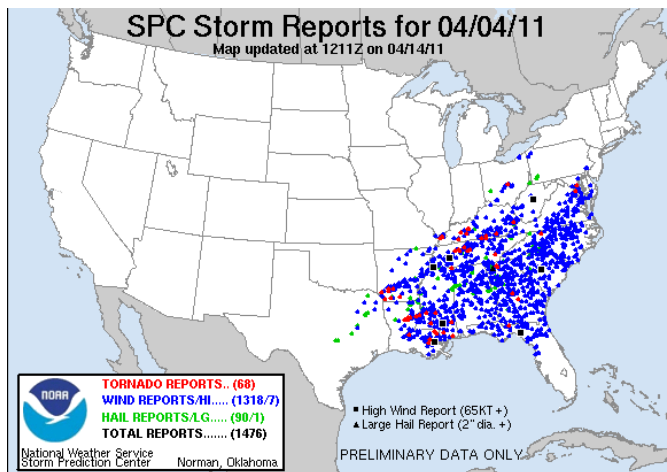 SPC Storm Reports for 04/04/11
Map updated at 1211Z on 04/14/11
TORNADO REPORTS.. (68)
WIND REPORTS/HI..... (1318/7)
HAIL REPORTS/LG..... (90/1)
TOTAL REPORTS....... (1476)
NOAA
National Weather Service
Storm Prediction Center Norman, Oklahoma
High Wind Report (65KT +)
Large Hail Report (2" dia. +)
PRELIMINARY DATA ONLY